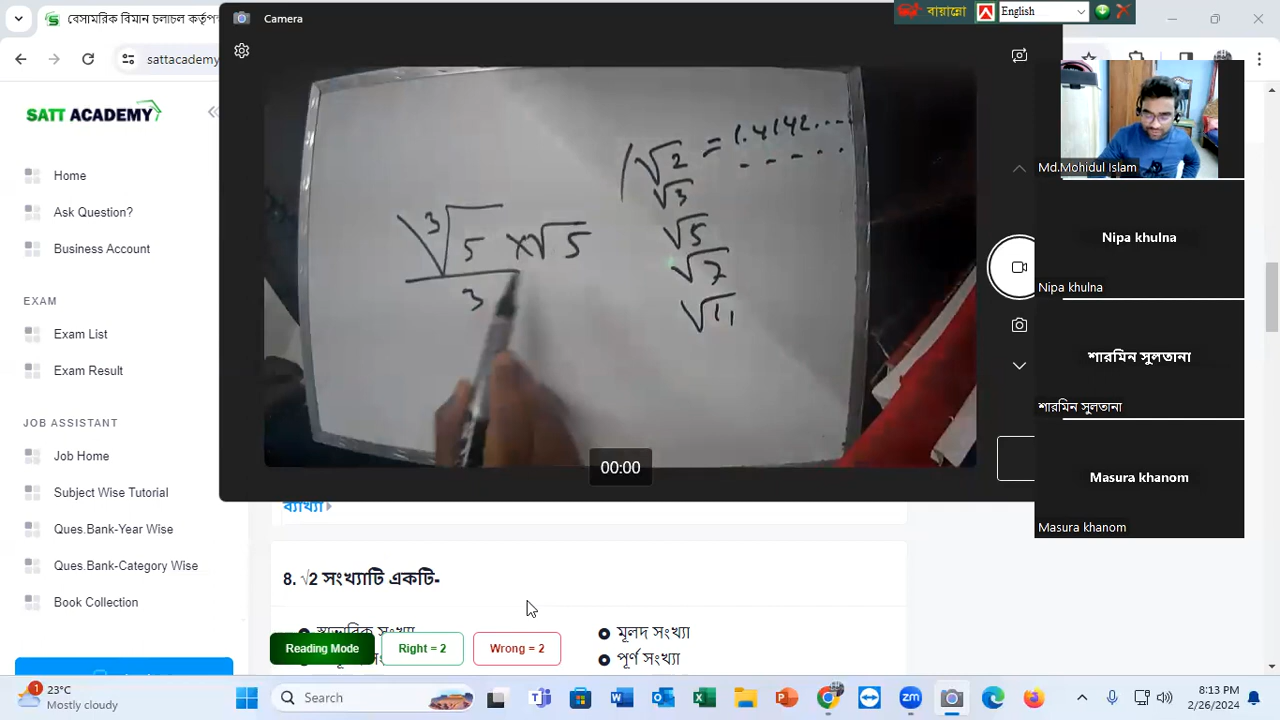 বেসামরিক বিমান চলাচল কর্তৃপ
Camera
বায়ান্নো
English
sattacademy
SATT ACADEMY
Home
Ask Question?
Business Account
EXAM
Exam List
Exam Result
JOB ASSISTANT
Job Home
Subject Wise Tutorial
Ques.Bank-Year Wise
Ques.Bank-Category Wise
Book Collection
3√5 × √5
3
√2 = 1.4142...
√3
√5
√7
√11
00:00
Md.Mohidul Islam
Nipa khulna
Nipa khulna
শারমিন সুলতানা
শারমিন সুলতানা
Masura khanom
Masura khanom
ব্যাখ্যা
8. √2 সংখ্যাটি একটি-
স্বাভাবিক সংখ্যা
মূলদ সংখ্যা
পূর্ণ সংখ্যা
Reading Mode
Right = 2
Wrong = 2
1
23°C
Mostly cloudy
Search
8:13 PM
2/26/2024